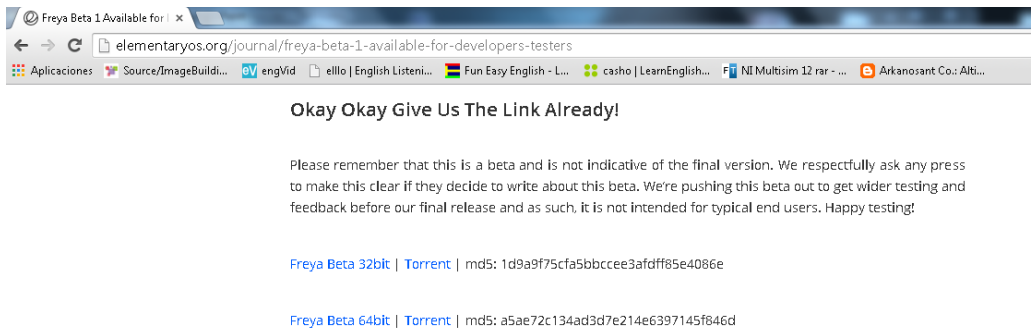 Freya Beta 1 Available for
elementaryos.org/journal/freya-beta-1-available-for-developers-testers
Aplicaciones Source/ImageBuildi... eV engVid elllo | English Listeni... Fun Easy English - L... casho | LearnEnglish... FT NI Multisim 12 rar - ... Arkanosant Co.: Alti...
Okay Okay Give Us The Link Already!
Please remember that this is a beta and is not indicative of the final version. We respectfully ask any press
to make this clear if they decide to write about this beta. We're pushing this beta out to get wider testing and
feedback before our final release and as such, it is not intended for typical end users. Happy testing!
Freya Beta 32bit | Torrent | md5: 1d9a9f75cfa5bbccee3afdff85e4086e
Freya Beta 64bit | Torrent | md5: a5ae72c134ad3d7e214e6397145f846d